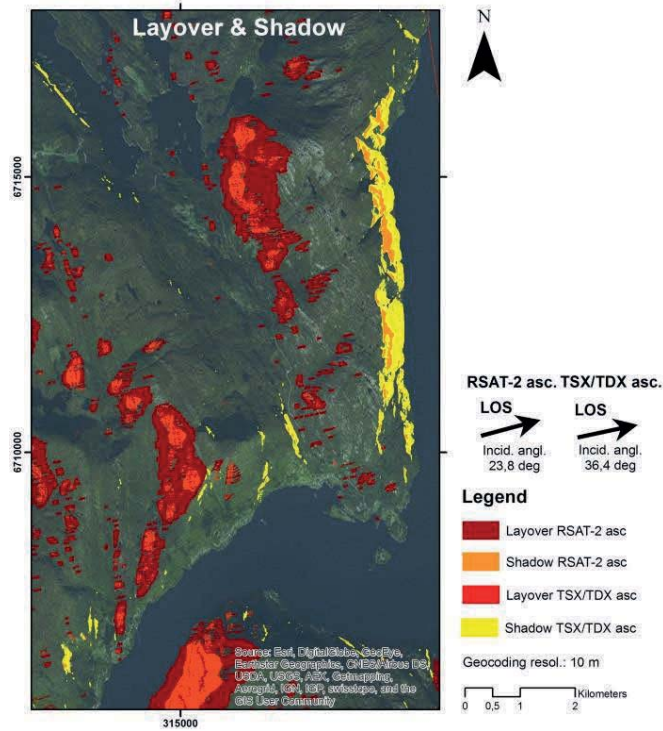 Layover & Shadow
N
6715000
6710000
315000
RSAT-2 asc. TSX/TDX asc.
LOS LOS
Incid. angl. Incid. angl.
23,8 deg 36,4 deg
Legend
Layover RSAT-2 asc
Shadow RSAT-2 asc
Layover TSX/TDX asc
Shadow TSX/TDX asc
Geocoding resol.: 10 m
Kilometers
0 0,5 1 2
Source: Esri, DigitalGlobe, GeoEye,
Earthstar Geographics, CNES/Airbus DS,
USDA, USGS, AEX, Getmapping,
Aerogrid, IGN, IGP, swisstopo, and the
GIS User Community